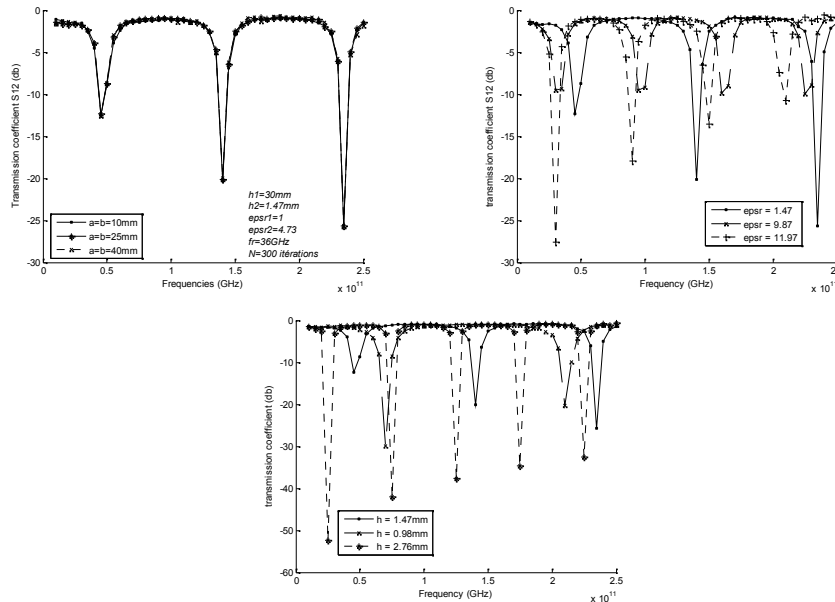 0
-5
-10
-15
-20
-25
-30
0 0.5 1 1.5 2 2.5
x 10^11
Frequencies (GHz)
Transmission coefficient S12 (db)
a=b=10mm
a=b=25mm
a=b=40mm
h1=30mm
h2=1.47mm
epsr1=1
epsr2=4.73
fr=36GHz
N=300 itérations
0
-5
-10
-15
-20
-25
-30
0 0.5 1 1.5 2 2.5
x 10^11
Frequency (GHz)
transmission coefficient S12 (db)
epsr = 1.47
epsr = 9.87
epsr = 11.97
0
-10
-20
-30
-40
-50
-60
0 0.5 1 1.5 2 2.5
x 10^11
Frequency (GHz)
transmission coefficient (db)
h = 1.47mm
h = 0.98mm
h = 2.76mm